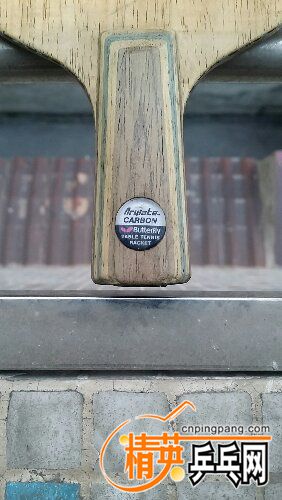 Arylate
CARBON
Butterfly
TABLE TENNIS
RACKET
cnpingpang.com
精英乒乓网